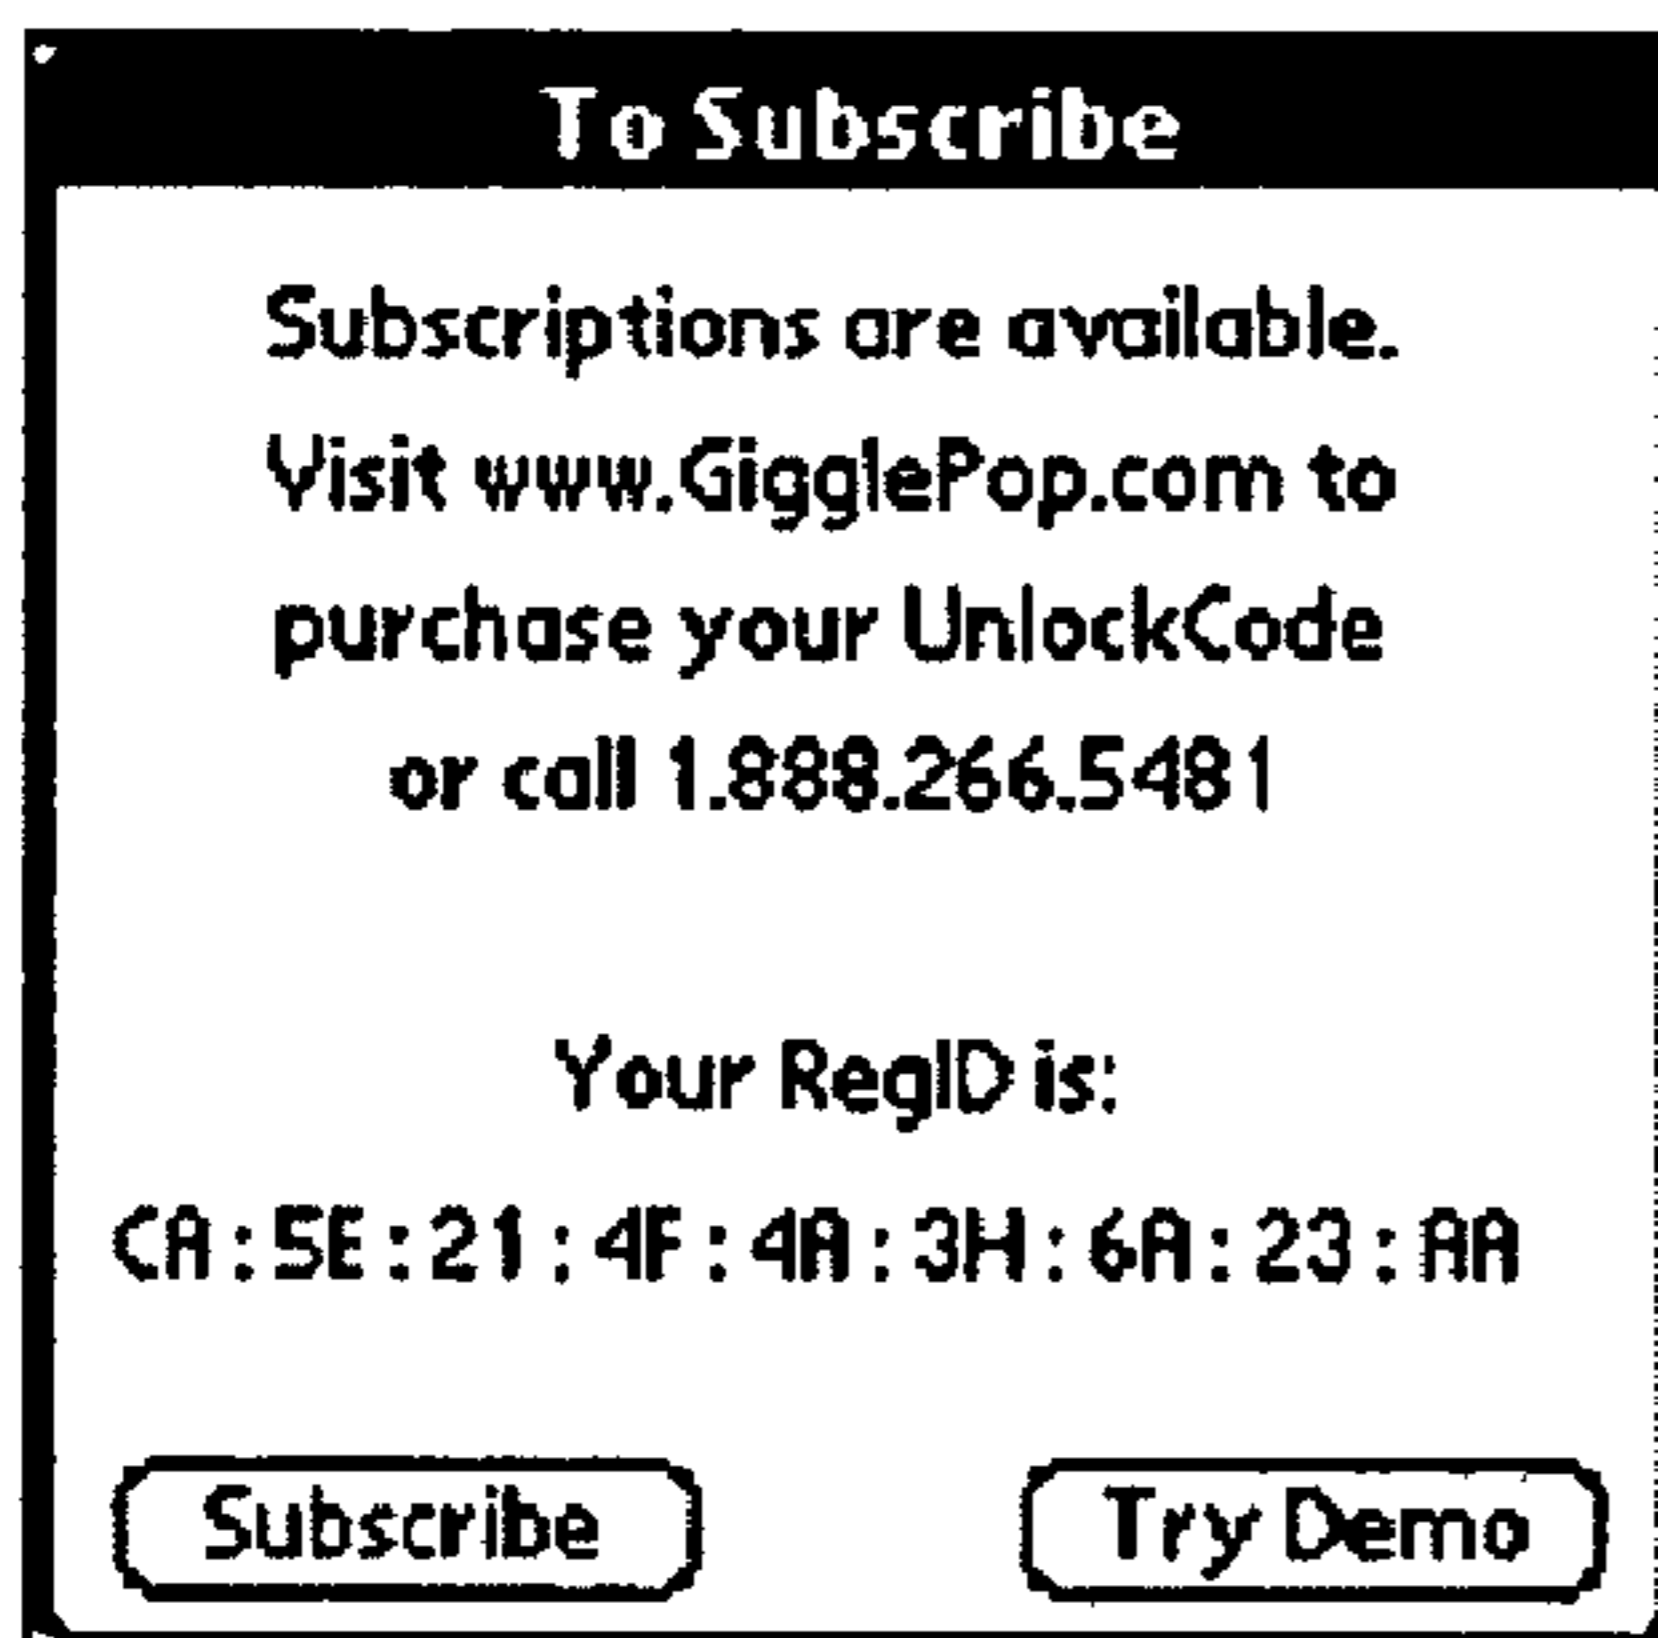 To Subscribe
Subscriptions are available.
Visit www.GigglePop.com to
purchase your UnlockCode
or call 1.888.266.5481
Your RegID is:
CA:5E:21:4F:4A:3H:6A:23:AA
Subscribe
Try Demo